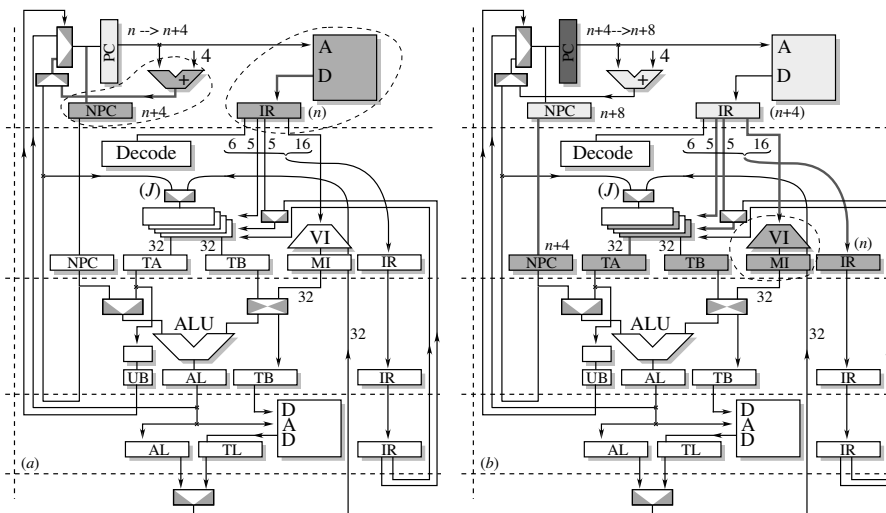 n --> n+4
PC
4
A
+
D
NPC
n+4
IR
(n)
Decode
6 5 5 16
(J)
VI
32 32
NPC
TA
TB
MI
IR
32
ALU
32
UB
AL
TB
IR
D
A
D
AL
TL
IR
(a)
n+4-->n+8
PC
4
A
+
D
NPC
n+8
IR
(n+4)
Decode
6 5 5 16
(J)
VI
n+4
32 32
(n)
NPC
TA
TB
MI
IR
32
ALU
32
UB
AL
TB
IR
D
A
D
AL
TL
IR
(b)